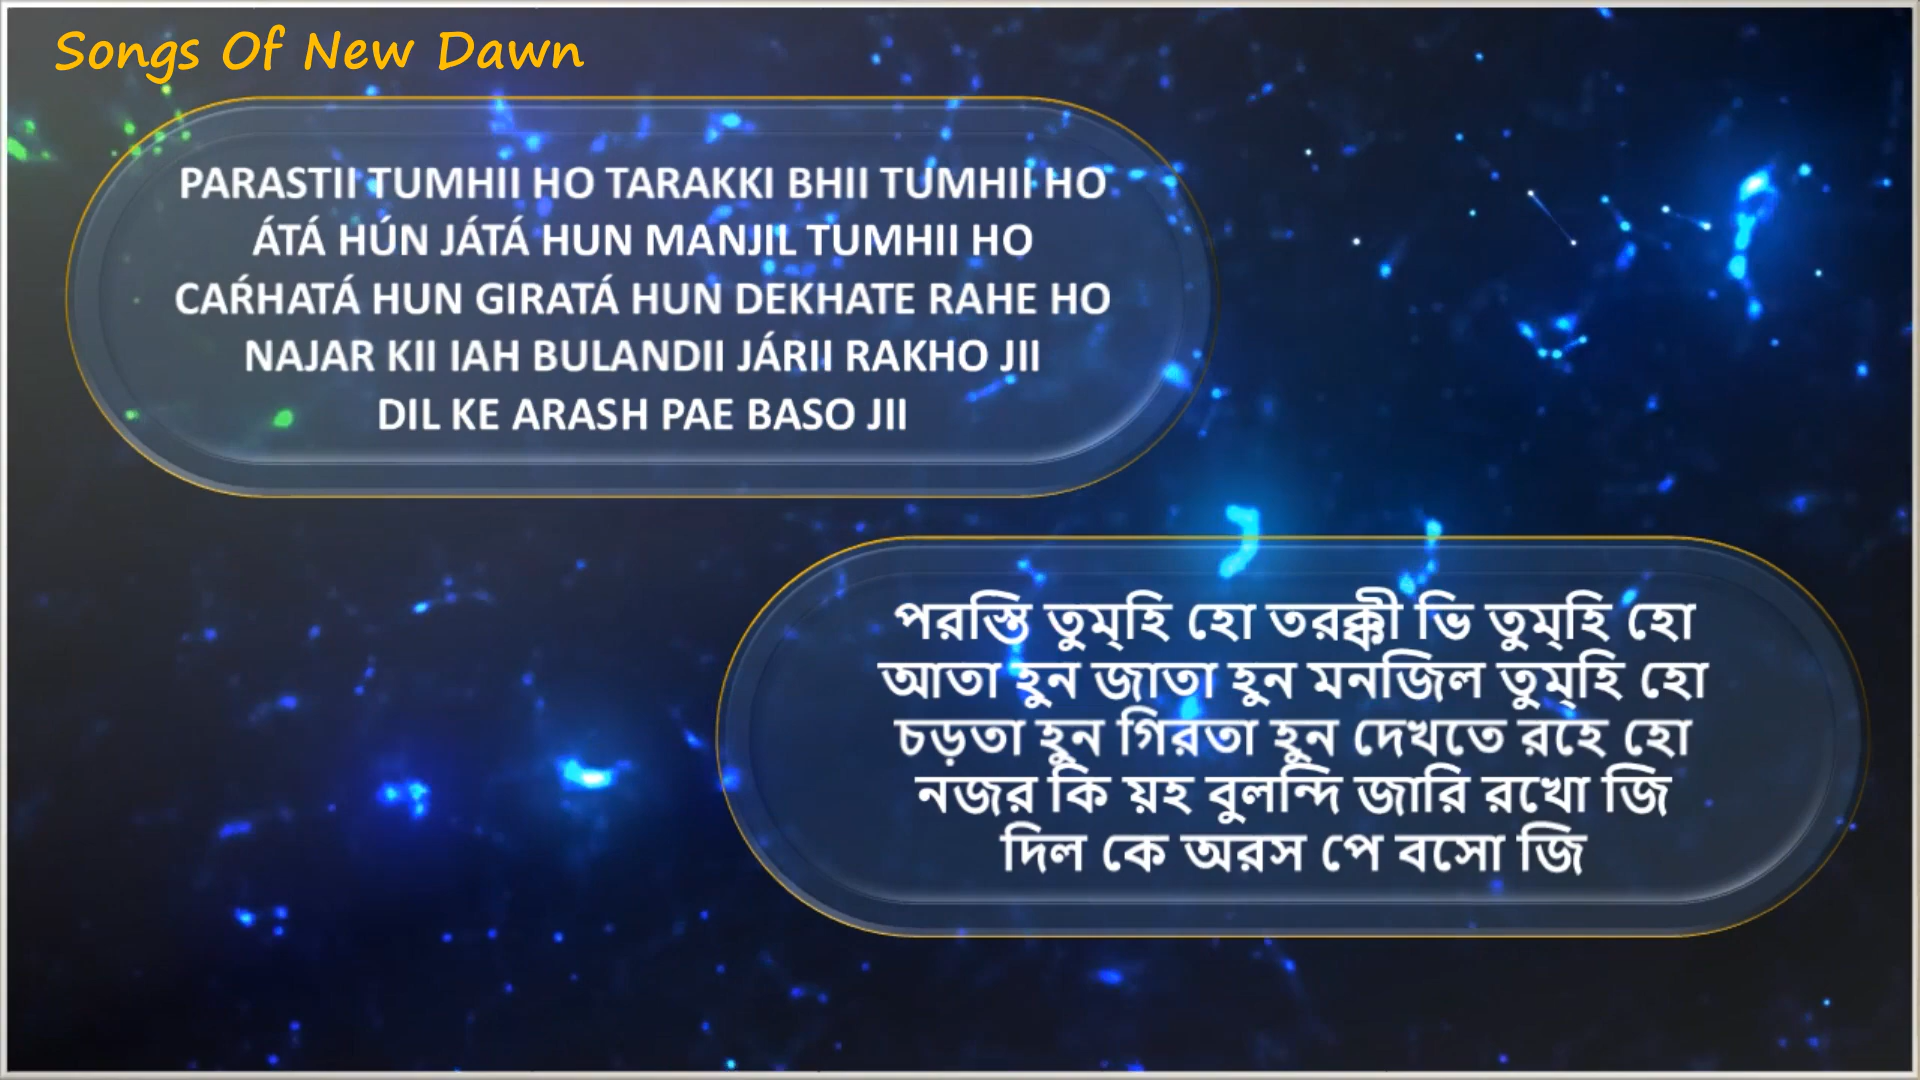 Songs Of New Dawn
PARASTII TUMHII HO TARAKKI BHII TUMHII HO
ÁTÁ HÚN JÁTÁ HUN MANJIL TUMHII HO
CAŔHATÁ HUN GIRATÁ HUN DEKHATE RAHE HO
NAJAR KII IAH BULANDII JÁRII RAKHO JII
DIL KE ARASH PAE BASO JII
পরস্তি তুম্হি হো তরক্কী ভি তুম্হি হো
আতা হুন জাতা হুন মনজিল তুম্হি হো
চড়তা হুন গিরতা হুন দেখতে রহে হো
নজর কি য়হ বুলন্দি জারি রখো জি
দিল কে অরস পে বসো জি